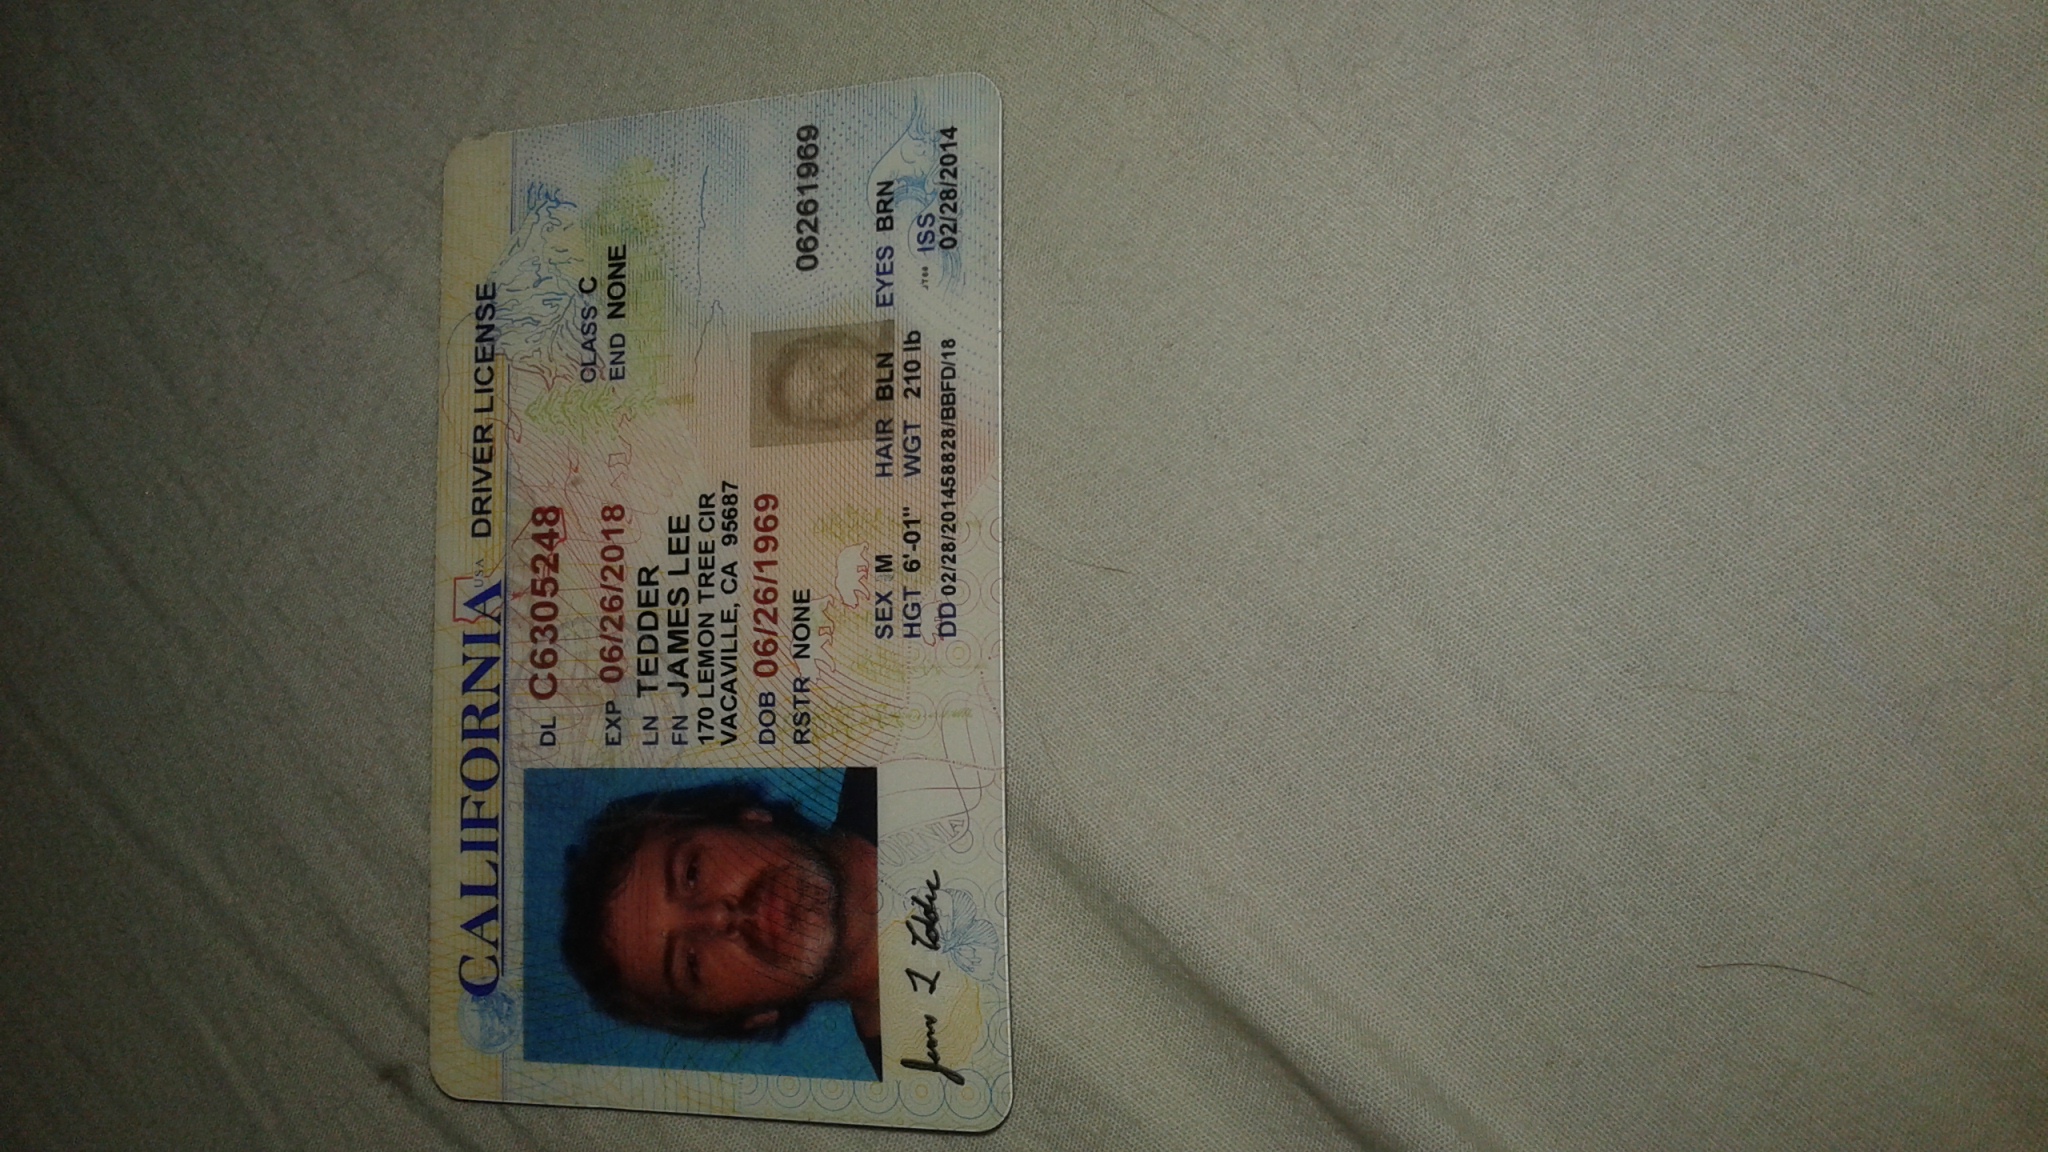 CALIFORNIA USA DRIVER LICENSE
DL C6305248
CLASS C
EXP 06/26/2018
END NONE
LN TEDDER
FN JAMES LEE
170 LEMON TREE CIR
VACAVILLE, CA 95687
DOB 06/26/1969
RSTR NONE
06261969
SEX M HAIR BLN EYES BRN
HGT 6'-01" WGT 210 lb
ISS
DD 02/28/201458828/BBFD/18
02/28/2014